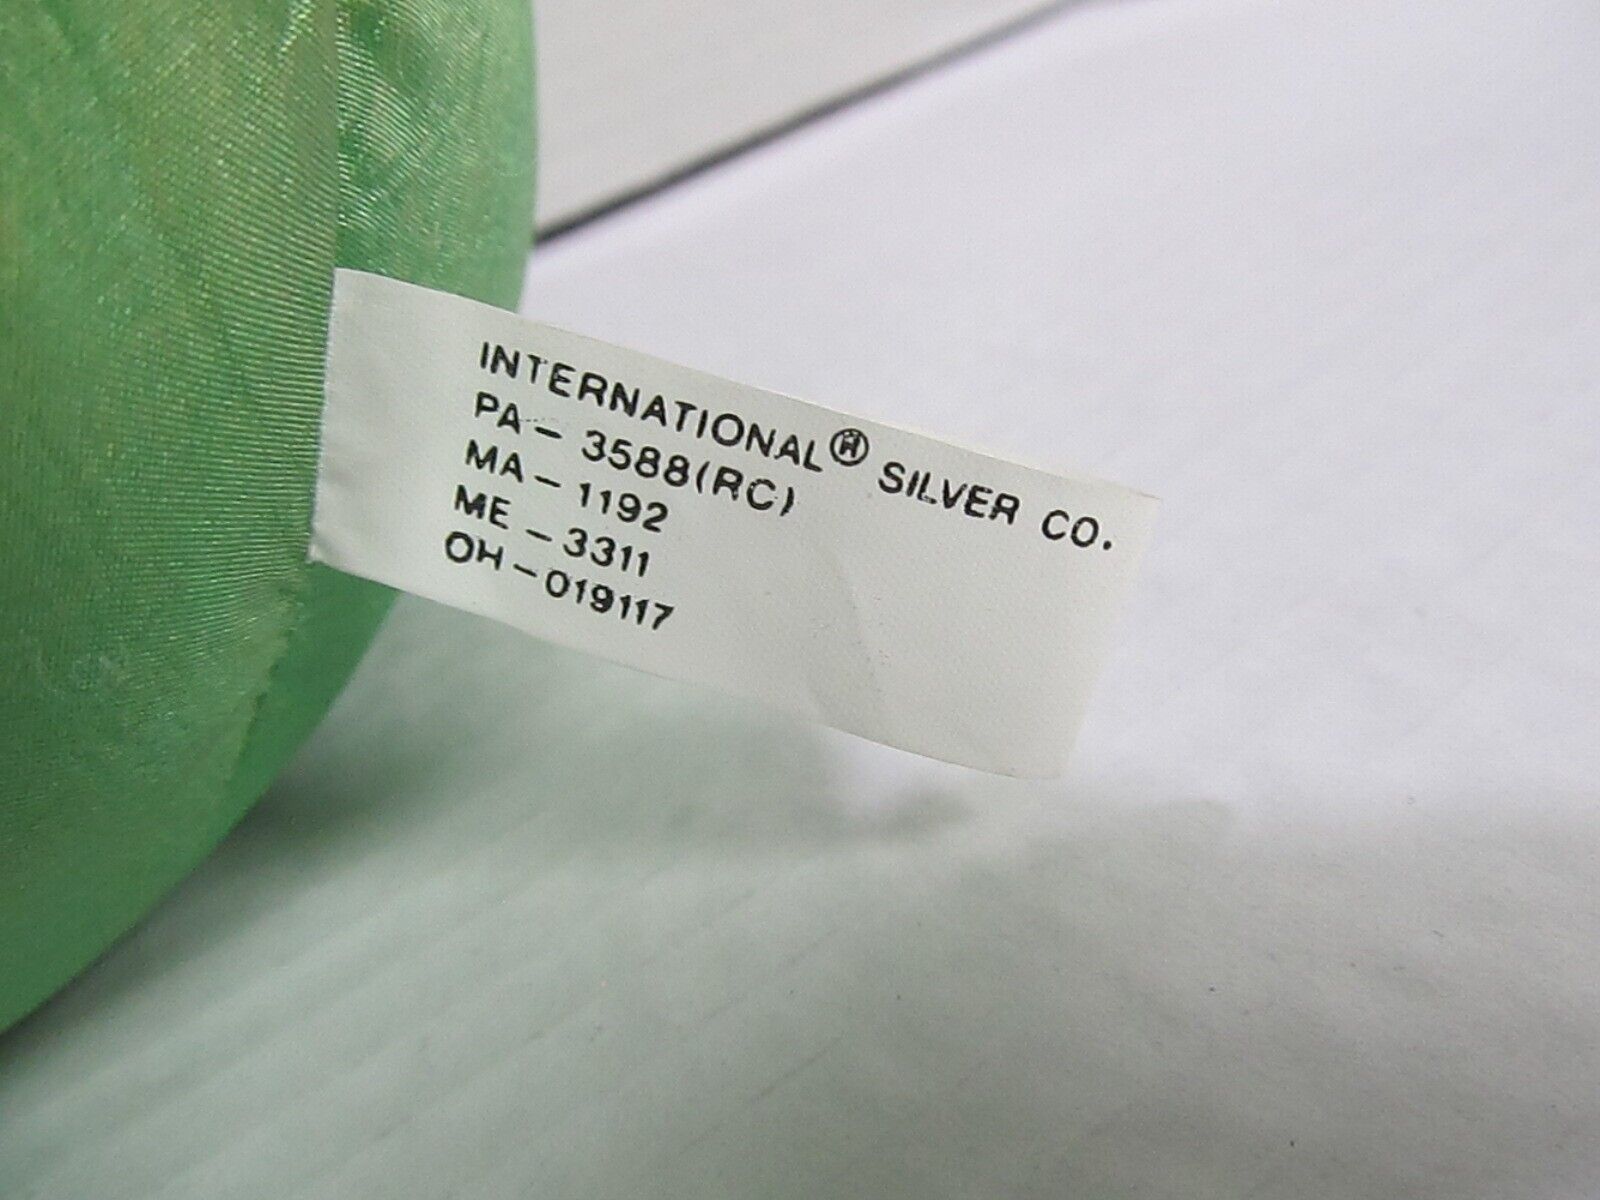 INTERNATIONAL® SILVER CO.
PA - 3588(RC)
MA - 1192
ME - 3311
OH - 019117